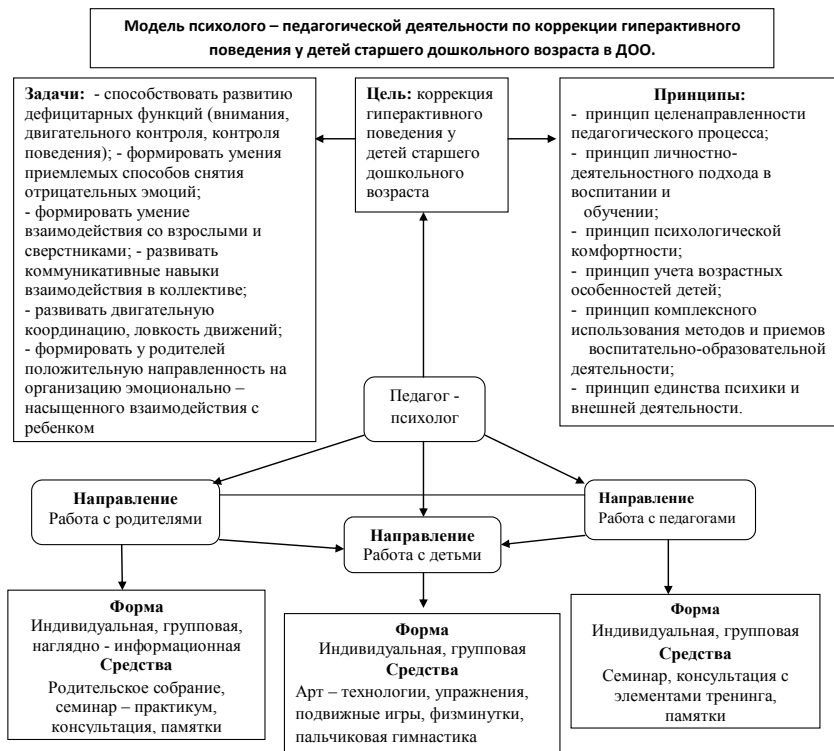 Модель психолого – педагогической деятельности по коррекции гиперактивного
поведения у детей старшего дошкольного возраста в ДОО.
Задачи: - способствовать развитию
дефицитарных функций (внимания,
двигательного контроля, контроля
поведения); - формировать умения
приемлемых способов снятия
отрицательных эмоций;
- формировать умение
взаимодействия со взрослыми и
сверстниками; - развивать
коммуникативные навыки
взаимодействия в коллективе;
- развивать двигательную
координацию, ловкость движений;
- формировать у родителей
положительную направленность на
организацию эмоционально –
насыщенного взаимодействия с
ребенком
Цель: коррекция
гиперактивного
поведения у
детей старшего
дошкольного
возраста
Принципы:
- принцип целенаправленности
педагогического процесса;
- принцип личностно-
деятельностного подхода в
воспитании и
обучении;
- принцип психологической
комфортности;
- принцип учета возрастных
особенностей детей;
- принцип комплексного
использования методов и приемов
воспитательно-образовательной
деятельности;
- принцип единства психики и
внешней деятельности.
Педагог -
психолог
Направление
Работа с родителями
Направление
Работа с детьми
Направление
Работа с педагогами
Форма
Индивидуальная, групповая,
наглядно - информационная
Средства
Родительское собрание,
семинар – практикум,
консультация, памятки
Форма
Индивидуальная, групповая
Средства
Арт – технологии, упражнения,
подвижные игры, физминутки,
пальчиковая гимнастика
Форма
Индивидуальная, групповая
Средства
Семинар, консультация с
элементами тренинга,
памятки